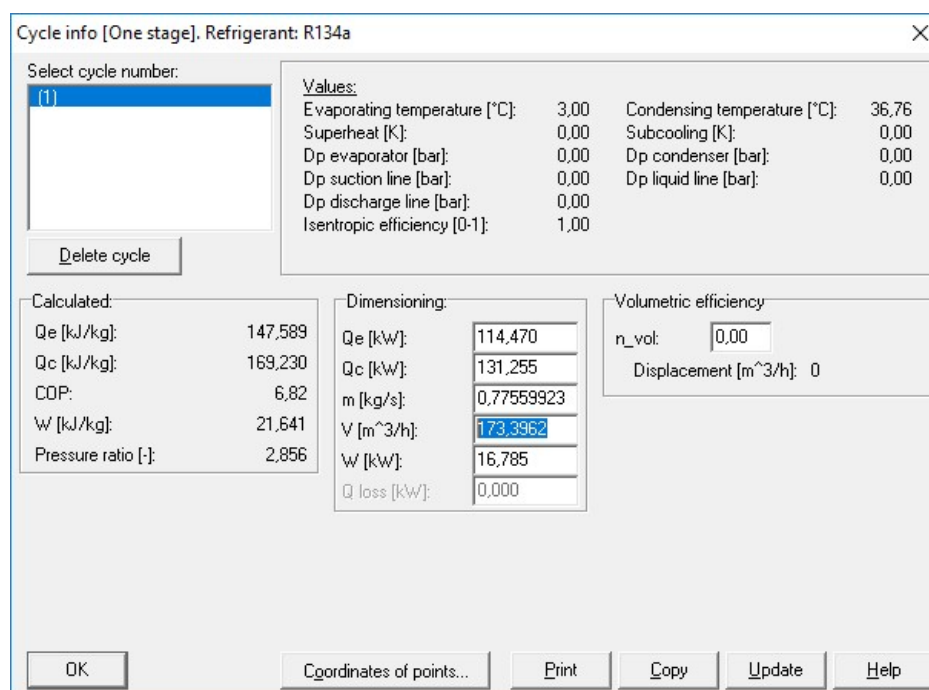 Cycle info [One stage]. Refrigerant: R134a
Select cycle number:
(1)
Delete cycle
Values:
Evaporating temperature [°C]: 3,00 Condensing temperature [°C]: 36,76
Superheat [K]: 0,00 Subcooling [K]: 0,00
Dp evaporator [bar]: 0,00 Dp condenser [bar]: 0,00
Dp suction line [bar]: 0,00 Dp liquid line [bar]: 0,00
Dp discharge line [bar]: 0,00
Isentropic efficiency [0-1]: 1,00
Calculated:
Qe [kJ/kg]: 147,589
Qc [kJ/kg]: 169,230
COP: 6,82
W [kJ/kg]: 21,641
Pressure ratio [-]: 2,856
Dimensioning:
Qe [kW]: 114,470
Qc [kW]: 131,255
m [kg/s]: 0,77559923
V [m^3/h]: 173,3962
W [kW]: 16,785
Q loss [kW]: 0,000
Volumetric efficiency
n_vol: 0,00
Displacement [m^3/h]: 0
OK Coordinates of points... Print Copy Update Help